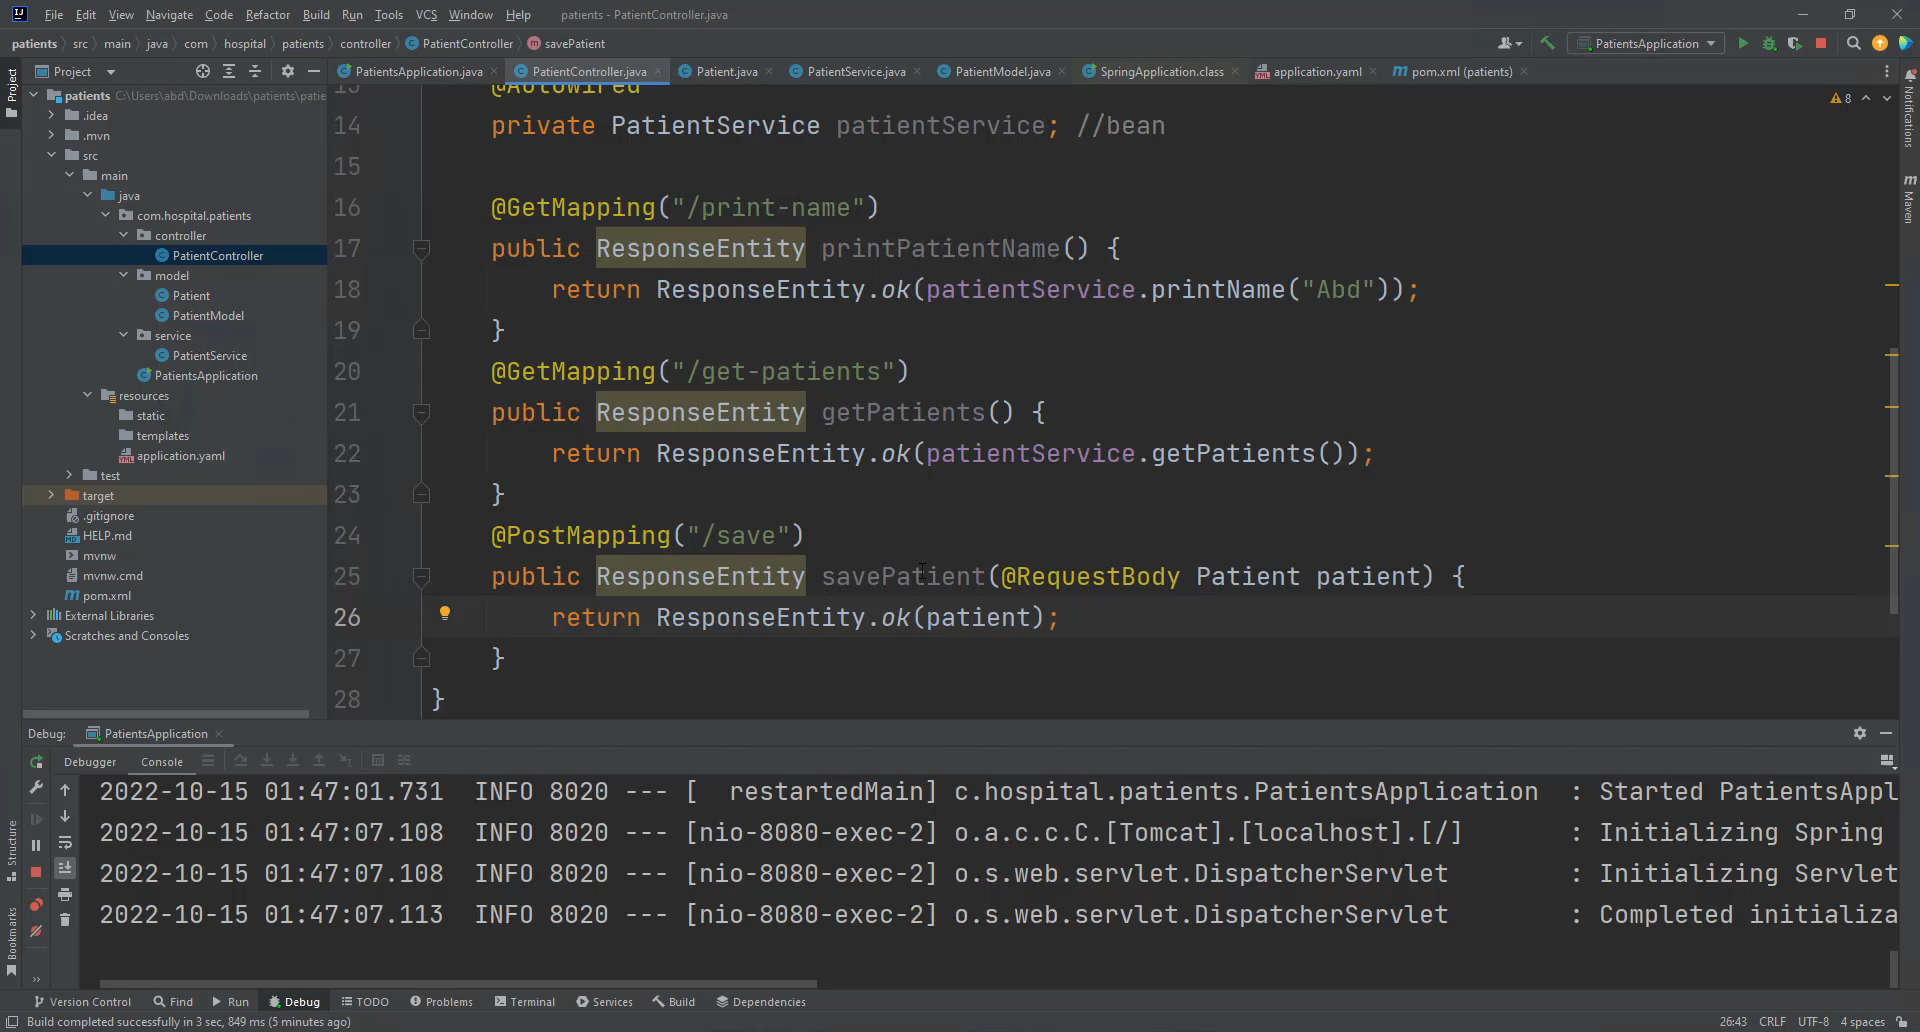 File Edit View Navigate Code Refactor Build Run Tools VCS Window Help patients - PatientController.java
patients src main java com hospital patients controller PatientController savePatient PatientsApplication
Project
PatientsApplication.java PatientController.java Patient.java PatientService.java PatientModel.java SpringApplication.class application.yaml pom.xml (patients)
Project
Structure
Bookmarks
patients C:\Users\abd\Downloads\patients\patie
.idea
.mvn
src
main
java
com.hospital.patients
controller
PatientController
model
Patient
PatientModel
service
PatientService
PatientsApplication
resources
static
templates
application.yaml
test
target
.gitignore
HELP.md
mvnw
mvnw.cmd
pom.xml
External Libraries
Scratches and Consoles
8
13 @Autowired
14 private PatientService patientService; //bean
15
16 @GetMapping("/print-name")
17 public ResponseEntity printPatientName() {
18 return ResponseEntity.ok(patientService.printName("Abd"));
19 }
20 @GetMapping("/get-patients")
21 public ResponseEntity getPatients() {
22 return ResponseEntity.ok(patientService.getPatients());
23 }
24 @PostMapping("/save")
25 public ResponseEntity savePatient(@RequestBody Patient patient) {
26 return ResponseEntity.ok(patient);
27 }
28 }
Notifications
m Maven
Debug: PatientsApplication
Debugger Console
2022-10-15 01:47:01.731 INFO 8020 --- [ restartedMain] c.hospital.patients.PatientsApplication : Started PatientsAppl
2022-10-15 01:47:07.108 INFO 8020 --- [nio-8080-exec-2] o.a.c.c.C.[Tomcat].[localhost].[/] : Initializing Spring
2022-10-15 01:47:07.108 INFO 8020 --- [nio-8080-exec-2] o.s.web.servlet.DispatcherServlet : Initializing Servlet
2022-10-15 01:47:07.113 INFO 8020 --- [nio-8080-exec-2] o.s.web.servlet.DispatcherServlet : Completed initializa
Version Control Find Run Debug TODO Problems Terminal Services Build Dependencies
Build completed successfully in 3 sec, 849 ms (5 minutes ago) 26:43 CRLF UTF-8 4 spaces